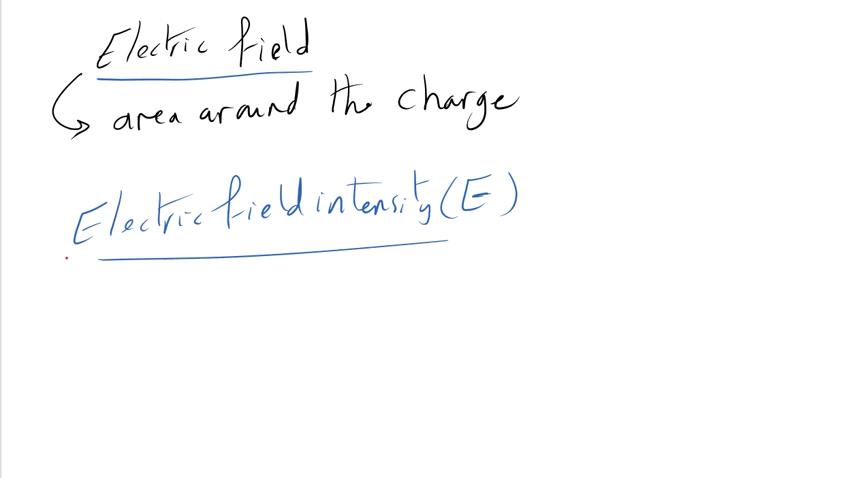 Electric field
area around the charge
Electric field intensity (E)